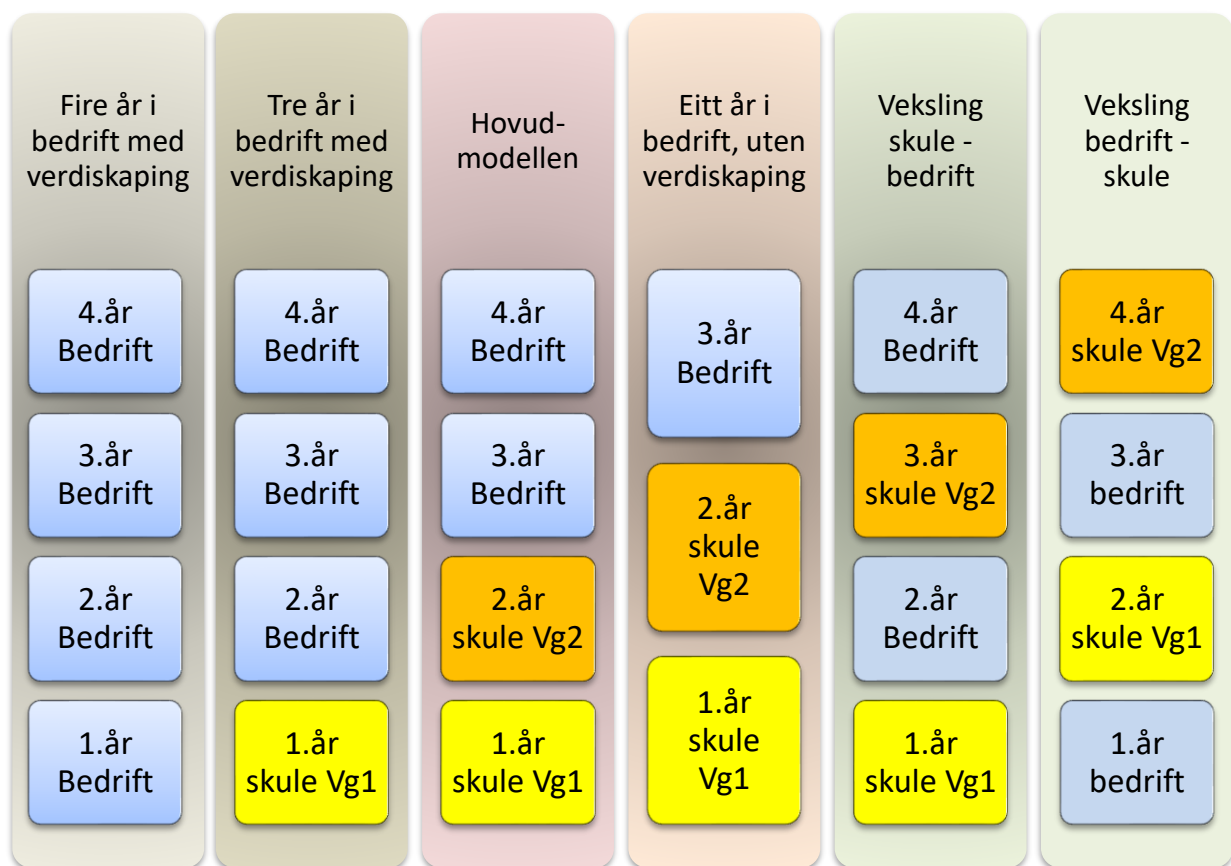 Fire år i
bedrift med
verdiskaping
4.år
Bedrift
3.år
Bedrift
2.år
Bedrift
1.år
Bedrift
Tre år i
bedrift med
verdiskaping
4.år
Bedrift
3.år
Bedrift
2.år
Bedrift
1.år
skule Vg1
Hovud-
modellen
4.år
Bedrift
3.år
Bedrift
2.år
skule Vg2
1.år
skule Vg1
Eitt år i
bedrift, uten
verdiskaping
3.år
Bedrift
2.år
skule
Vg2
1.år
skule
Vg1
Veksling
skule -
bedrift
4.år
Bedrift
3.år
skule Vg2
2.år
Bedrift
1.år
skule Vg1
Veksling
bedrift -
skule
4.år
skule Vg2
3.år
bedrift
2.år
skule Vg1
1.år
bedrift